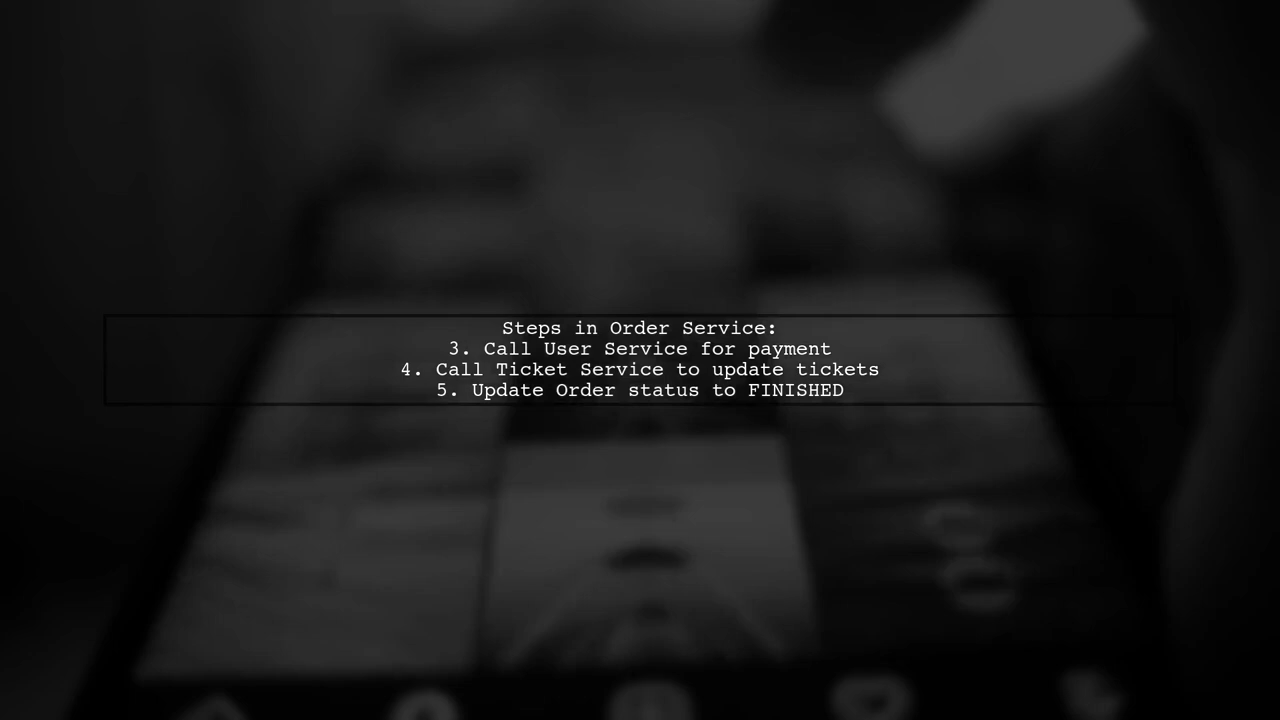 Steps in Order Service:
3. Call User Service for payment
4. Call Ticket Service to update tickets
5. Update Order status to FINISHED